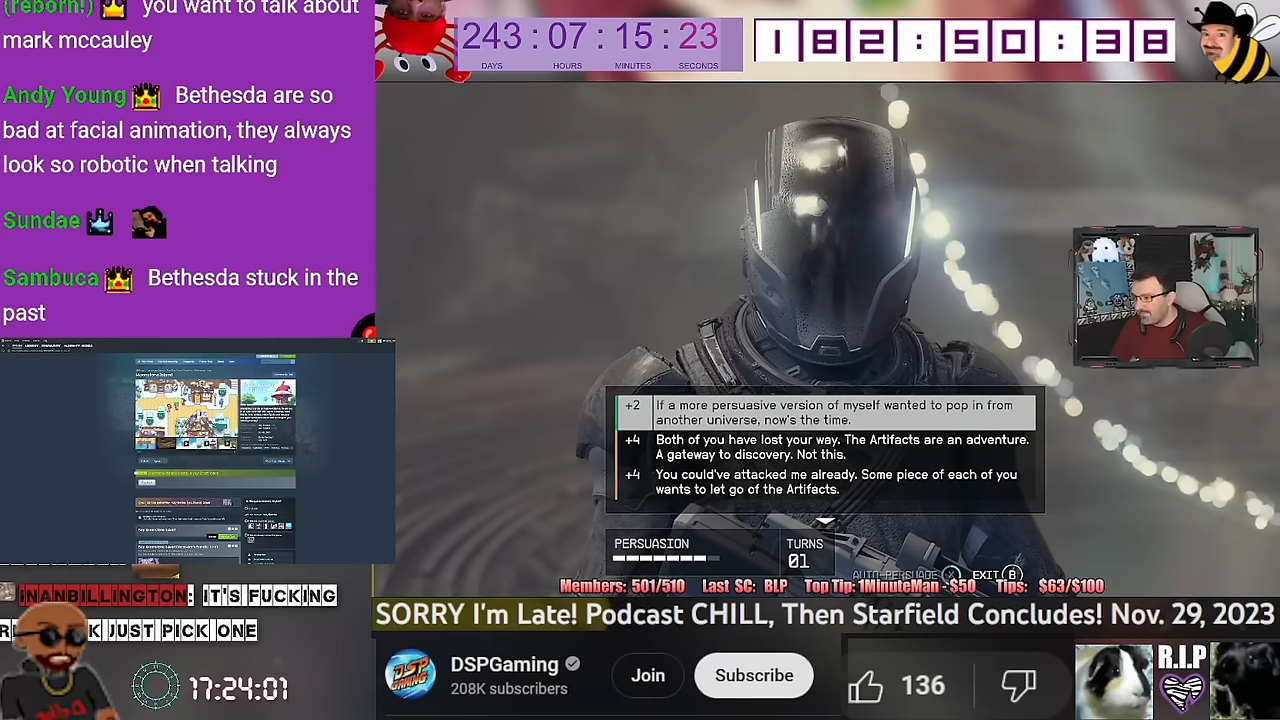 (reborn!) you want to talk about
mark mccauley
Andy Young Bethesda are so
bad at facial animation, they always
look so robotic when talking
Sundae
Sambuca Bethesda stuck in the
past
243:07:15:23
DAYS HOURS MINUTES SECONDS
182:50:38
+2 If a more persuasive version of myself wanted to pop in from
another universe, now's the time.
+4 Both of you have lost your way. The Artifacts are an adventure.
A gateway to discovery. Not this.
+4 You could've attacked me already. Some piece of each of you
wants to let go of the Artifacts.
PERSUASION
TURNS
01
AUTO-PERSUADE X EXIT B
Members: 501/510 Last SC: BLP Top Tip: 1MinuteMan - $50 Tips: $63/$100
INANBILLINGTON: IT'S FUCKING
JUST PICK ONE
17:24:01
SORRY I'm Late! Podcast CHILL, Then Starfield Concludes! Nov. 29, 2023
DSP GAMING
DSPGaming
208K subscribers
Join
Subscribe
136
R.I.P